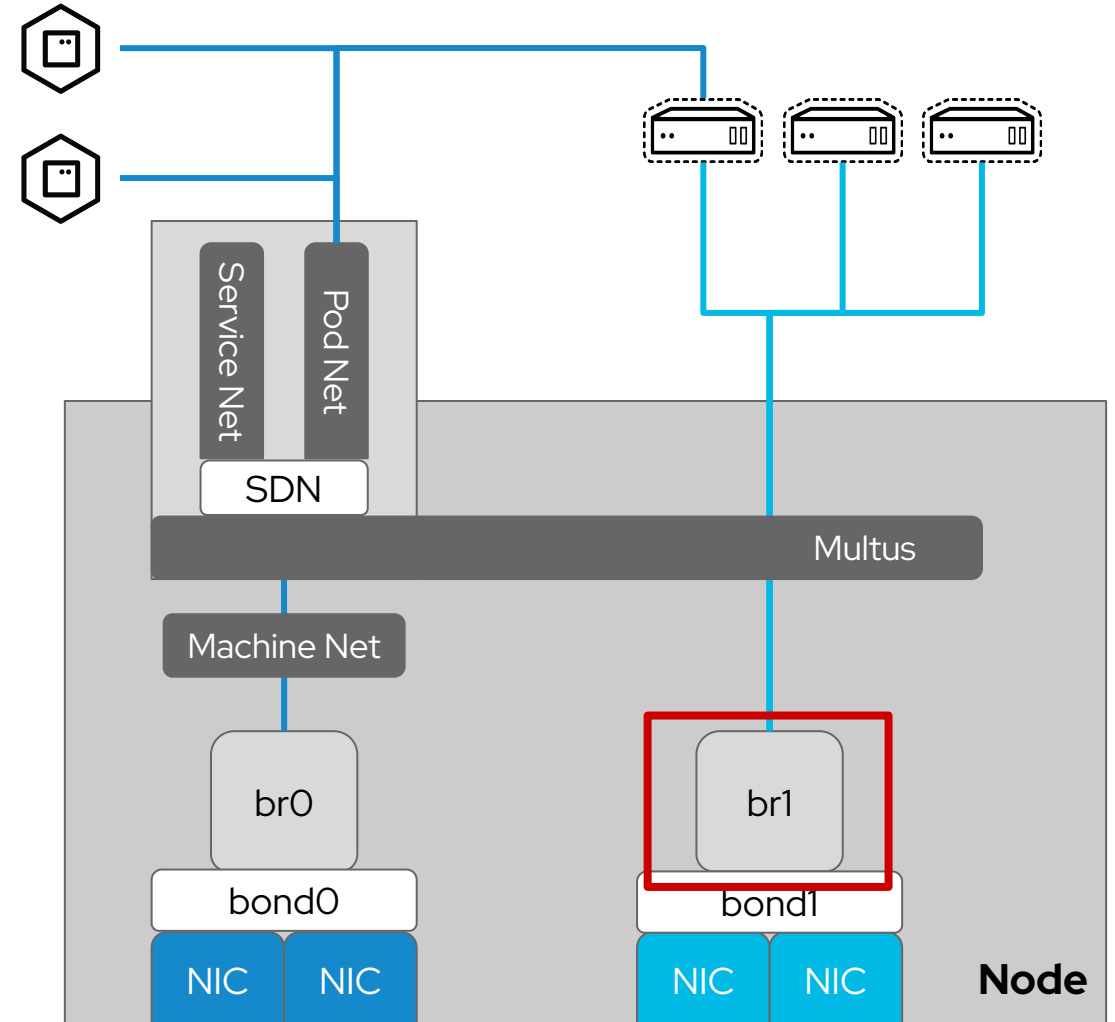 Service Net
Pod Net
SDN
Multus
Machine Net
br0
br1
bond0
bond1
NIC
NIC
NIC
NIC
Node